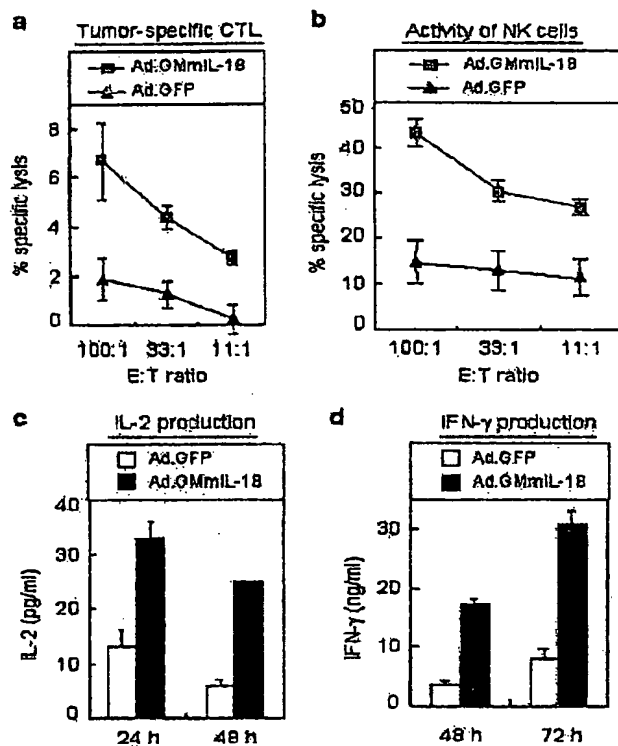 a
Tumor-specific CTL
Ad.GMmIL-18
Ad.GFP
% specific lysis
8
6
4
2
0
100:1 33:1 11:1
E:T ratio
b
Activity of NK cells
Ad.GMmIL-18
Ad.GFP
% specific lysis
50
40
30
20
10
0
100:1 33:1 11:1
E:T ratio
c
IL-2 production
Ad.GFP
Ad.GMmIL-18
IL-2 (pg/ml)
40
30
20
10
0
24 h 48 h
d
IFN-γ production
Ad.GFP
Ad.GMmIL-18
IFN-γ (ng/ml)
30
20
10
0
48 h 72 h